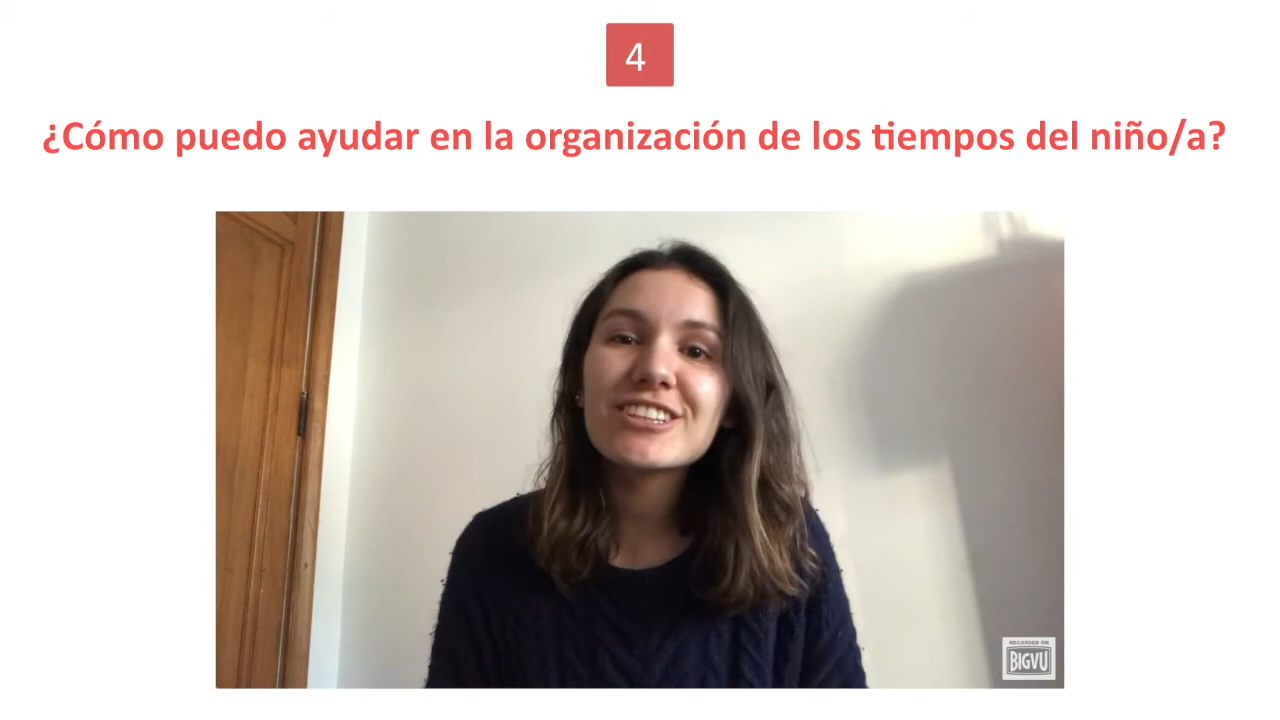 4
¿Cómo puedo ayudar en la organización de los tiempos del niño/a?
RECORDED ON
BIGVU